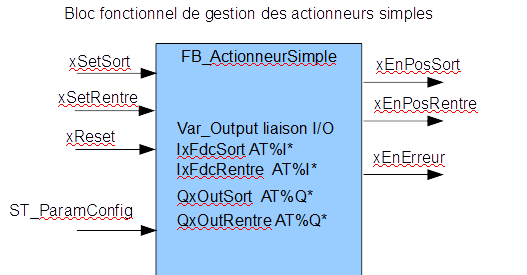 Bloc fonctionnel de gestion des actionneurs simples
xSetSort
FB_ActionneurSimple
xEnPosSort
xSetRentre
xEnPosRentre
xReset
Var_Output liaison I/O
IxFdcSort AT%I*
IxFdcRentre AT%I*
xEnErreur
QxOutSort AT%Q*
ST_ParamConfig
QxOutRentre AT%Q*